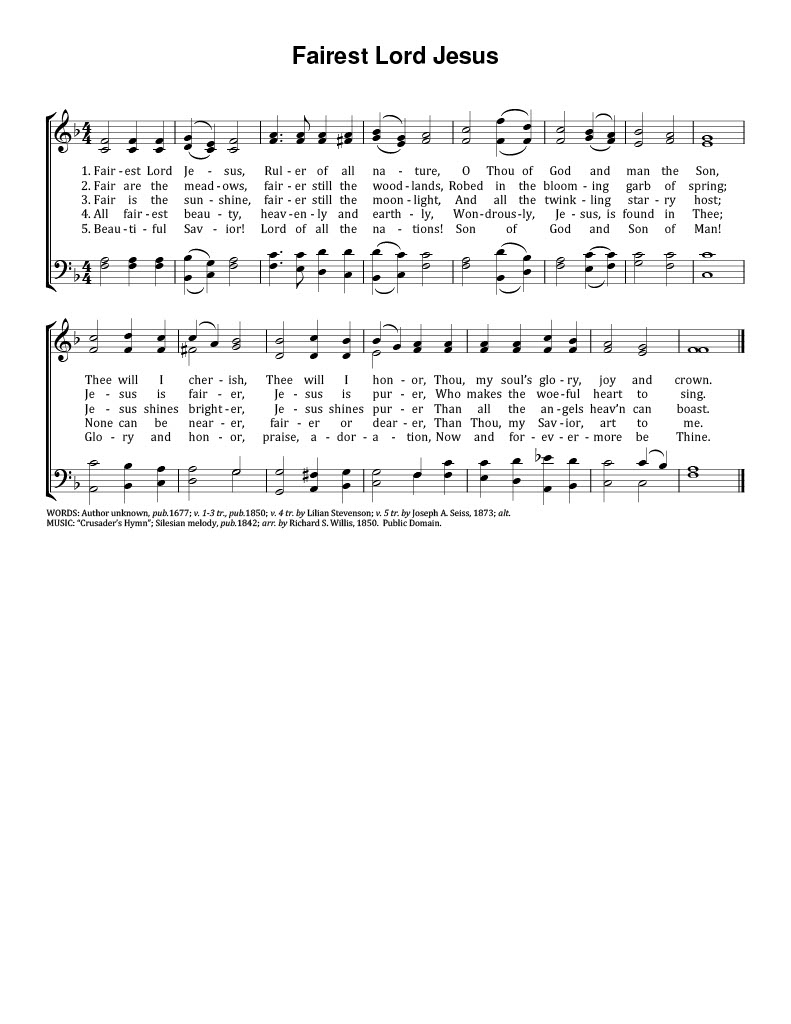 Fairest Lord Jesus
1. Fair - est Lord Je - sus, Rul - er of all na - ture, O Thou of God and man the Son,
2. Fair are the mead - ows, fair - er still the wood - lands, Robed in the bloom - ing garb of spring;
3. Fair is the sun - shine, fair - er still the moon - light, And all the twink - ling star - ry host;
4. All fair - est beau - ty, heav - en - ly and earth - ly, Won - drous - ly, Je - sus, is found in Thee;
5. Beau - ti - ful Sav - ior! Lord of all the na - tions! Son of God and Son of Man!
Thee will I cher - ish, Thee will I hon - or, Thou, my soul's glo - ry, joy and crown.
Je - sus is fair - er, Je - sus is pur - er, Who makes the woe - ful heart to sing.
Je - sus shines bright - er, Je - sus shines pur - er Than all the an - gels heav'n can boast.
None can be near - er, fair - er or dear - er, Than Thou, my Sav - ior, art to me.
Glo - ry and hon - or, praise, a - dor - a - tion, Now and for - ev - er - more be Thine.
WORDS: Author unknown, pub.1677; v. 1-3 tr., pub.1850; v. 4 tr. by Lilian Stevenson; v. 5 tr. by Joseph A. Seiss, 1873; alt.
MUSIC: "Crusader's Hymn"; Silesian melody, pub.1842; arr. by Richard S. Willis, 1850. Public Domain.